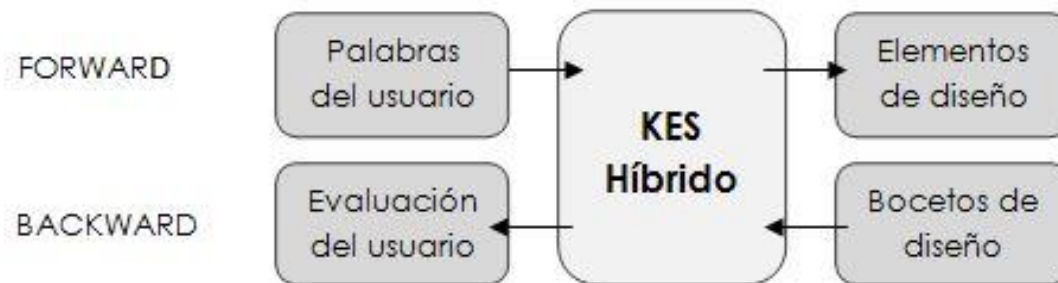 FORWARD
Palabras
del usuario
KES
Híbrido
Elementos
de diseño
BACKWARD
Evaluación
del usuario
Bocetos de
diseño